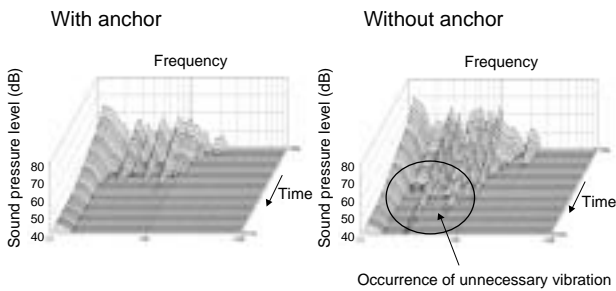 With anchor
Without anchor
Frequency
Frequency
Sound pressure level (dB)
80
70
60
50
40
Time
Sound pressure level (dB)
80
70
60
50
40
Time
Occurrence of unnecessary vibration